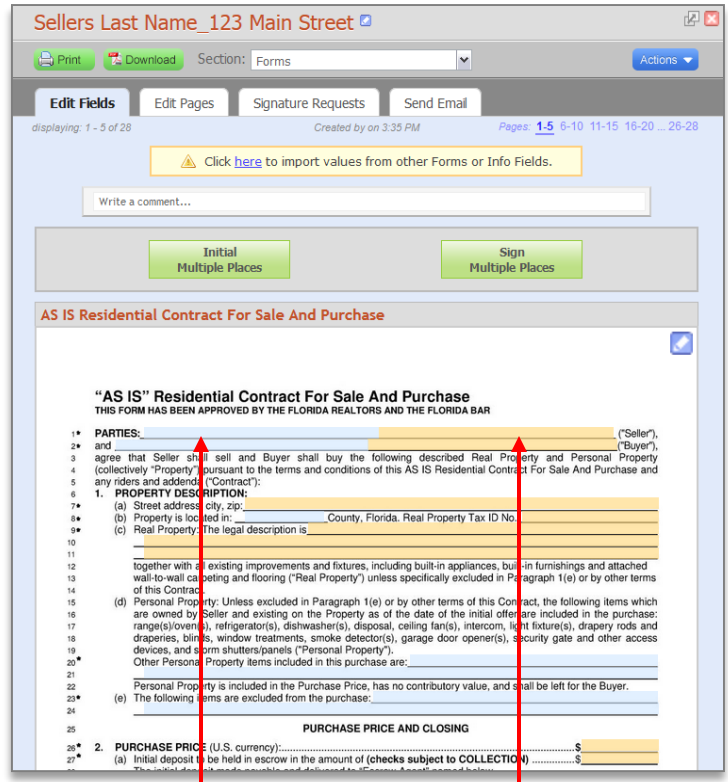 Sellers Last Name_123 Main Street
Print Download Section: Forms Actions
Edit Fields Edit Pages Signature Requests Send Email
displaying: 1 - 5 of 28 Created by on 3:35 PM Pages: 1-5 6-10 11-15 16-20 ... 26-28
Click here to import values from other Forms or Info Fields.
Write a comment...
Initial
Multiple Places
Sign
Multiple Places
AS IS Residential Contract For Sale And Purchase
“AS IS” Residential Contract For Sale And Purchase
THIS FORM HAS BEEN APPROVED BY THE FLORIDA REALTORS AND THE FLORIDA BAR
1* PARTIES: ("Seller"),
2* and ("Buyer"),
3 agree that Seller shall sell and Buyer shall buy the following described Real Property and Personal Property
4 (collectively "Property") pursuant to the terms and conditions of this AS IS Residential Contract For Sale And Purchase and
5 any riders and addenda ("Contract"):
6 1. PROPERTY DESCRIPTION:
7* (a) Street address, city, zip:
8* (b) Property is located in: County, Florida. Real Property Tax ID No.
9* (c) Real Property: The legal description is
10
11
12 together with all existing improvements and fixtures, including built-in appliances, built-in furnishings and attached
13 wall-to-wall carpeting and flooring ("Real Property") unless specifically excluded in Paragraph 1(e) or by other terms
14 of this Contract.
15 (d) Personal Property: Unless excluded in Paragraph 1(e) or by other terms of this Contract, the following items which
16 are owned by Seller and existing on the Property as of the date of the initial offer are included in the purchase:
17 range(s)/oven(s), refrigerator(s), dishwasher(s), disposal, ceiling fan(s), intercom, light fixture(s), drapery rods and
18 draperies, blinds, window treatments, smoke detector(s), garage door opener(s), security gate and other access
19 devices, and storm shutters/panels ("Personal Property").
20* Other Personal Property items included in this purchase are:
21
22 Personal Property is included in the Purchase Price, has no contributory value, and shall be left for the Buyer.
23* (e) The following items are excluded from the purchase:
24
25 PURCHASE PRICE AND CLOSING
26* 2. PURCHASE PRICE (U.S. currency):.....$
27* (a) Initial deposit to be held in escrow in the amount of (checks subject to COLLECTION) .....$